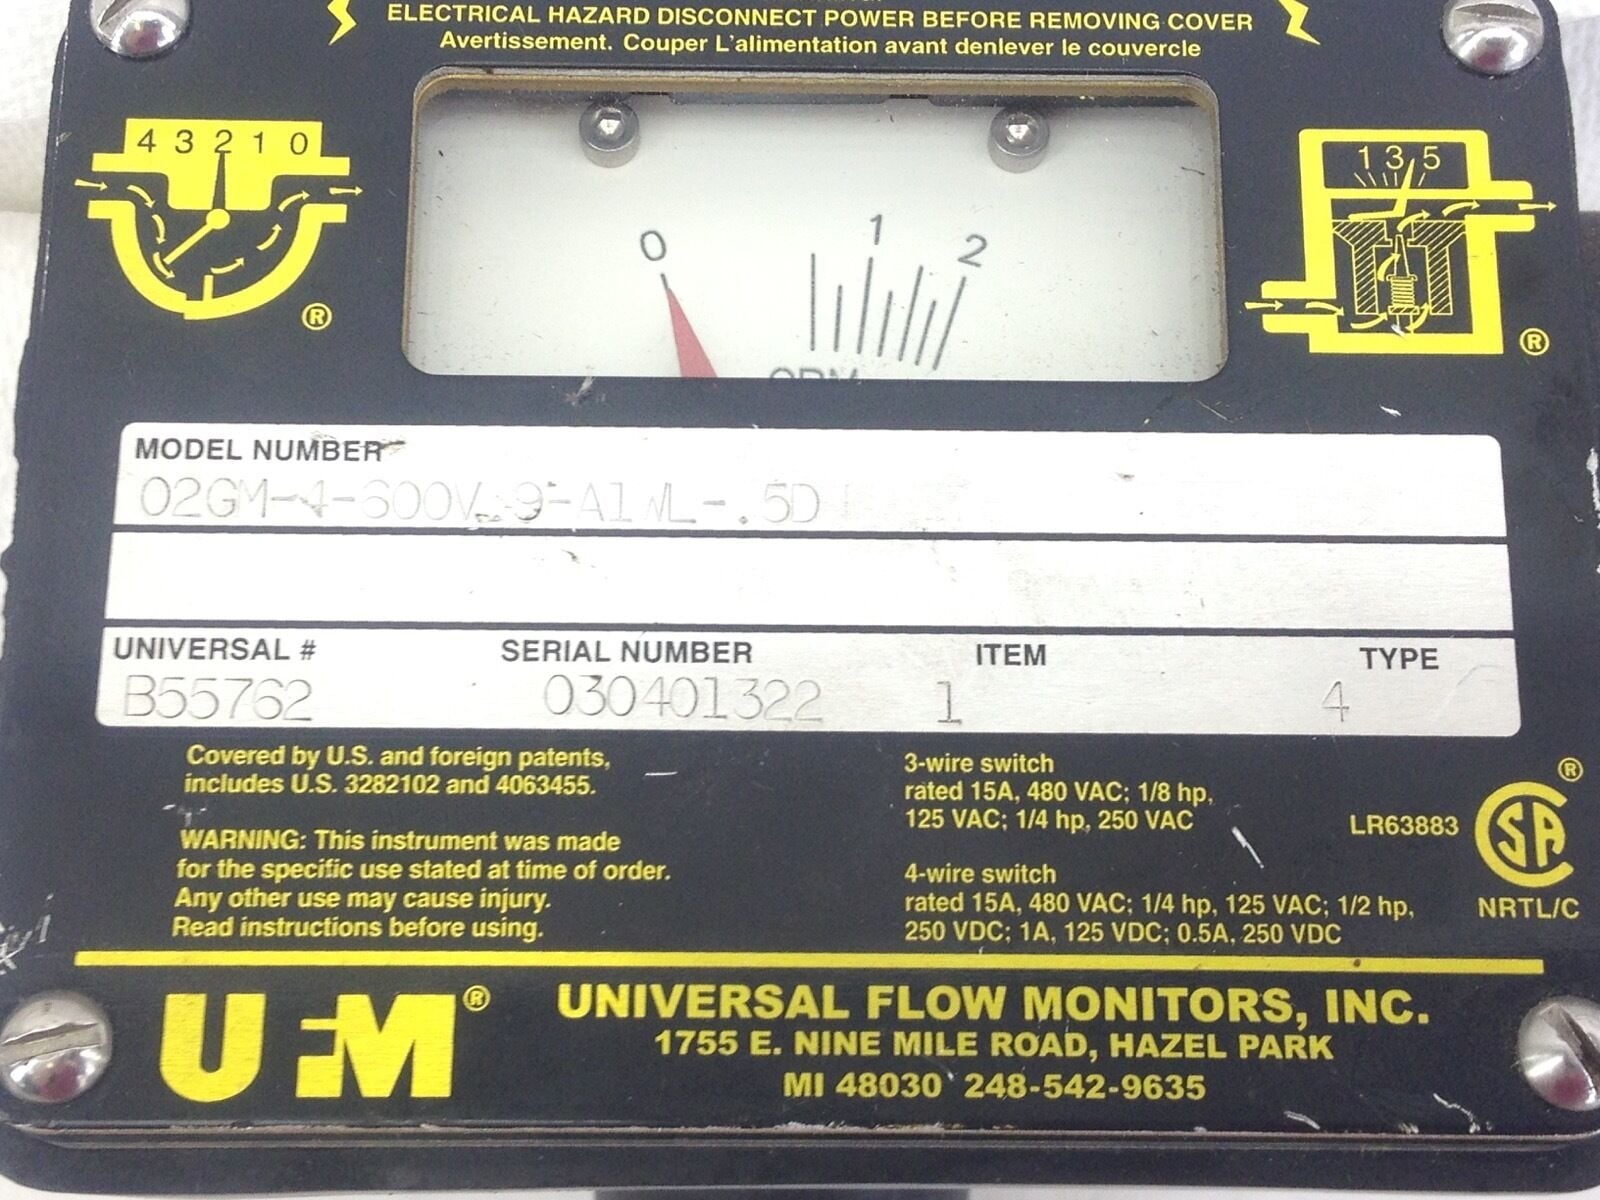 ELECTRICAL HAZARD DISCONNECT POWER BEFORE REMOVING COVER
Avertissement. Couper L'alimentation avant denlever le couvercle
4 3 2 1 0
®
0 1 2
1 3 5
®
MODEL NUMBER
UNIVERSAL # SERIAL NUMBER ITEM TYPE
B55762 030401322 1 4
Covered by U.S. and foreign patents,
includes U.S. 3282102 and 4063455.
WARNING: This instrument was made
for the specific use stated at time of order.
Any other use may cause injury.
Read instructions before using.
3-wire switch
rated 15A, 480 VAC; 1/8 hp,
125 VAC; 1/4 hp, 250 VAC
4-wire switch
rated 15A, 480 VAC; 1/4 hp, 125 VAC; 1/2 hp,
250 VDC; 1A, 125 VDC; 0.5A, 250 VDC
LR63883
®
SA
NRTL/C
UFM®
UNIVERSAL FLOW MONITORS, INC.
1755 E. NINE MILE ROAD, HAZEL PARK
MI 48030 248-542-9635